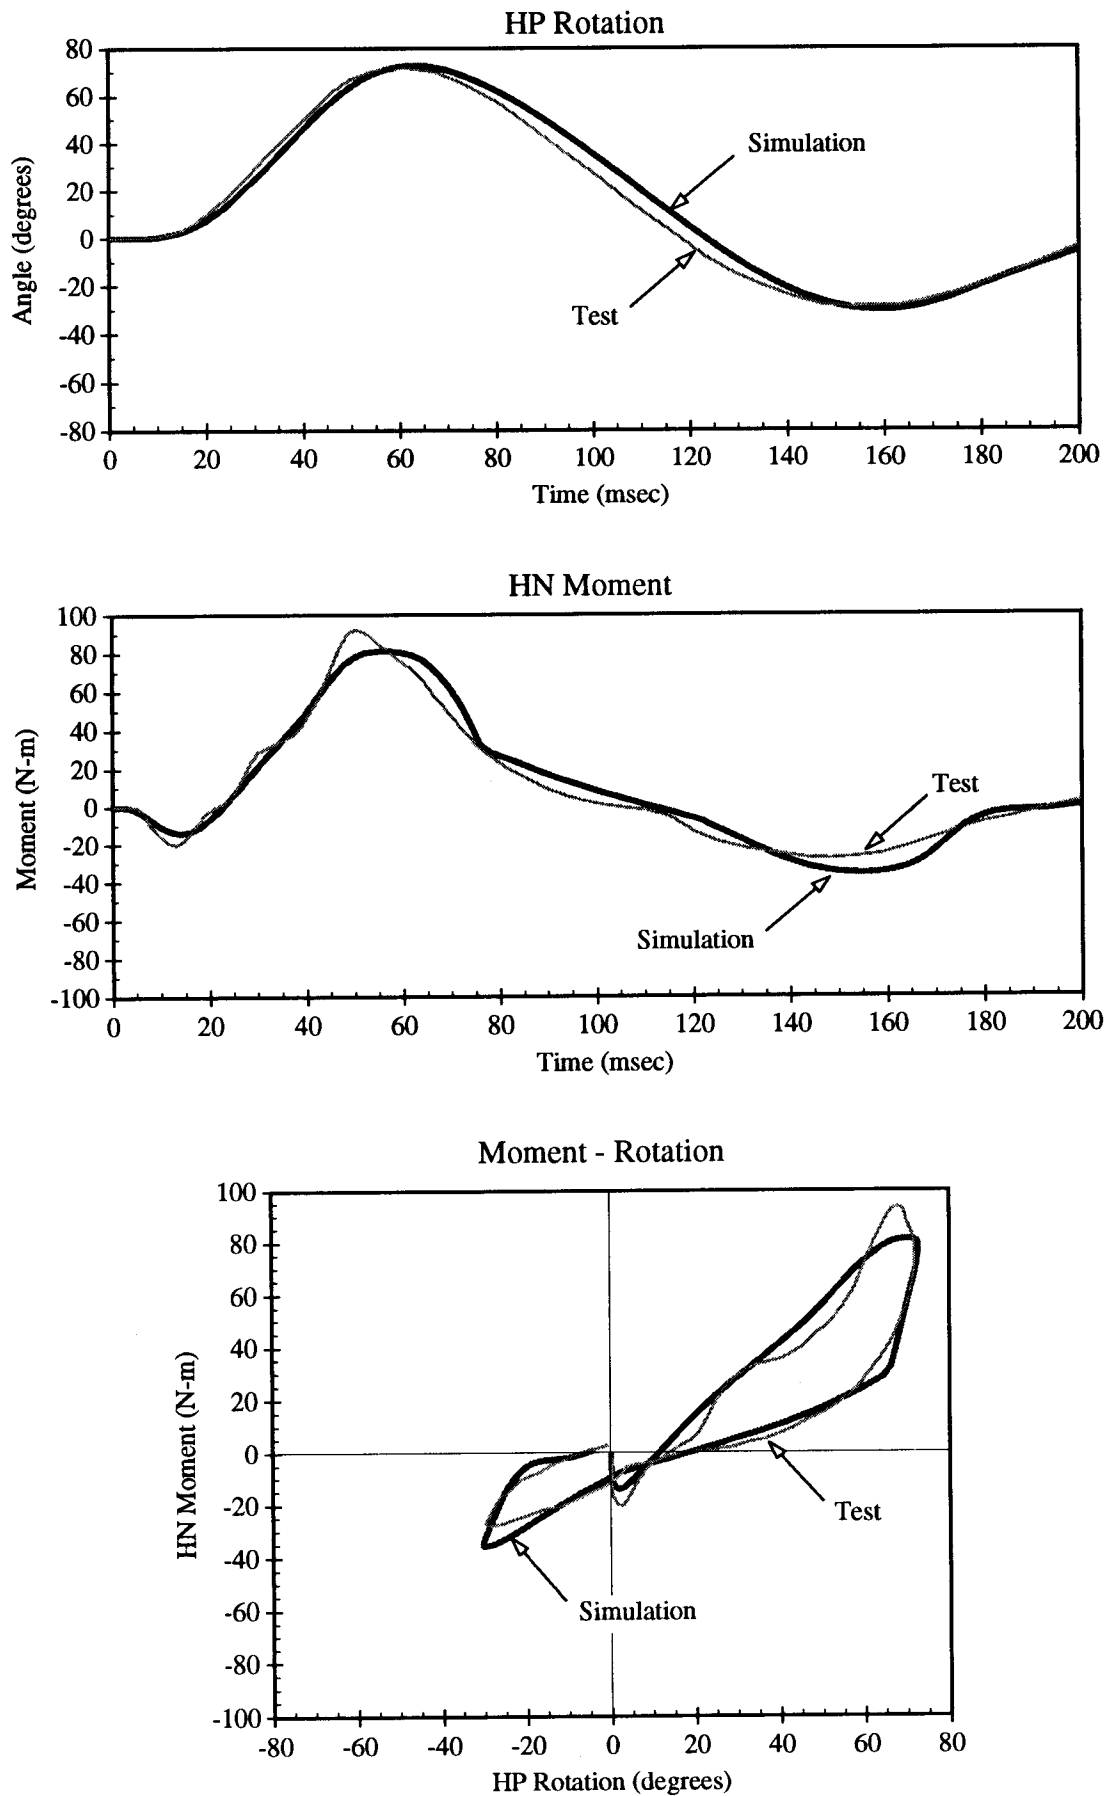 HP Rotation
80
60
40
20
0
-20
-40
-60
-80
Angle (degrees)
Simulation
Test
0 20 40 60 80 100 120 140 160 180 200
Time (msec)
HN Moment
100
80
60
40
20
0
-20
-40
-60
-80
-100
Moment (N-m)
Test
Simulation
0 20 40 60 80 100 120 140 160 180 200
Time (msec)
Moment - Rotation
100
80
60
40
20
0
-20
-40
-60
-80
-100
HN Moment (N-m)
Test
Simulation
-80 -60 -40 -20 0 20 40 60 80
HP Rotation (degrees)